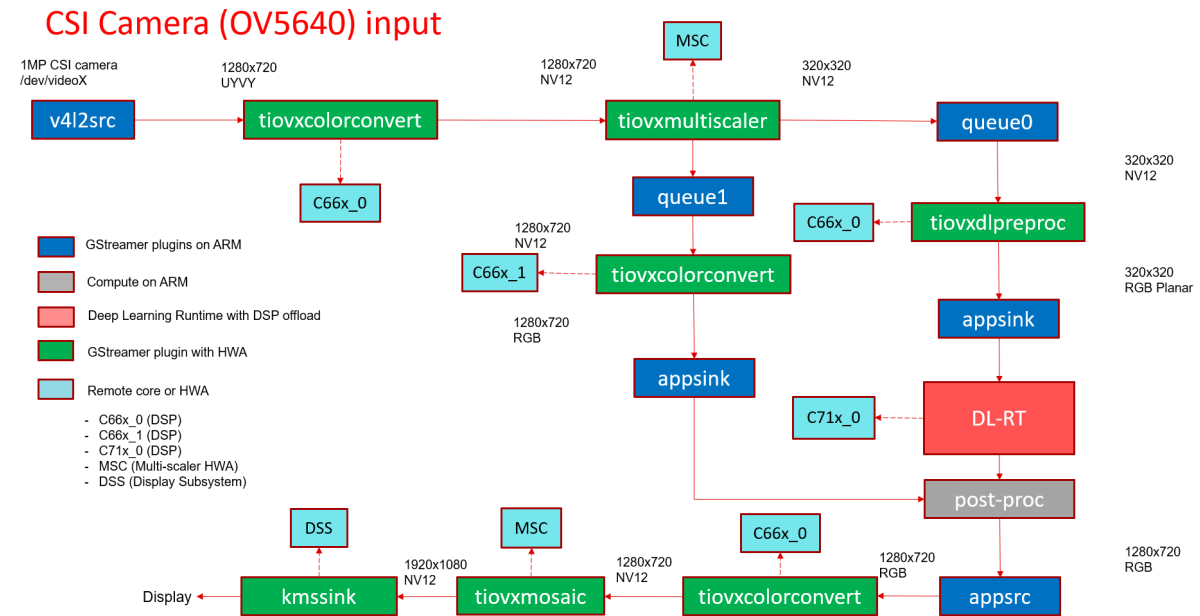 CSI Camera (OV5640) input
MSC
1MP CSI camera
/dev/videoX
1280x720
UYVY
1280x720
NV12
320x320
NV12
v4l2src
tiovxcolorconvert
tiovxmultiscaler
queue0
320x320
NV12
C66x_0
queue1
C66x_0
tiovxdlpreproc
1280x720
NV12
C66x_1
tiovxcolorconvert
320x320
RGB Planar
1280x720
RGB
appsink
appsink
GStreamer plugins on ARM
Compute on ARM
Deep Learning Runtime with DSP offload
GStreamer plugin with HWA
Remote core or HWA
- C66x_0 (DSP)
- C66x_1 (DSP)
- C71x_0 (DSP)
- MSC (Multi-scaler HWA)
- DSS (Display Subsystem)
C71x_0
DL-RT
post-proc
DSS
MSC
C66x_0
1920x1080
NV12
1280x720
NV12
1280x720
RGB
1280x720
RGB
Display
kmssink
tiovxmosaic
tiovxcolorconvert
appsrc